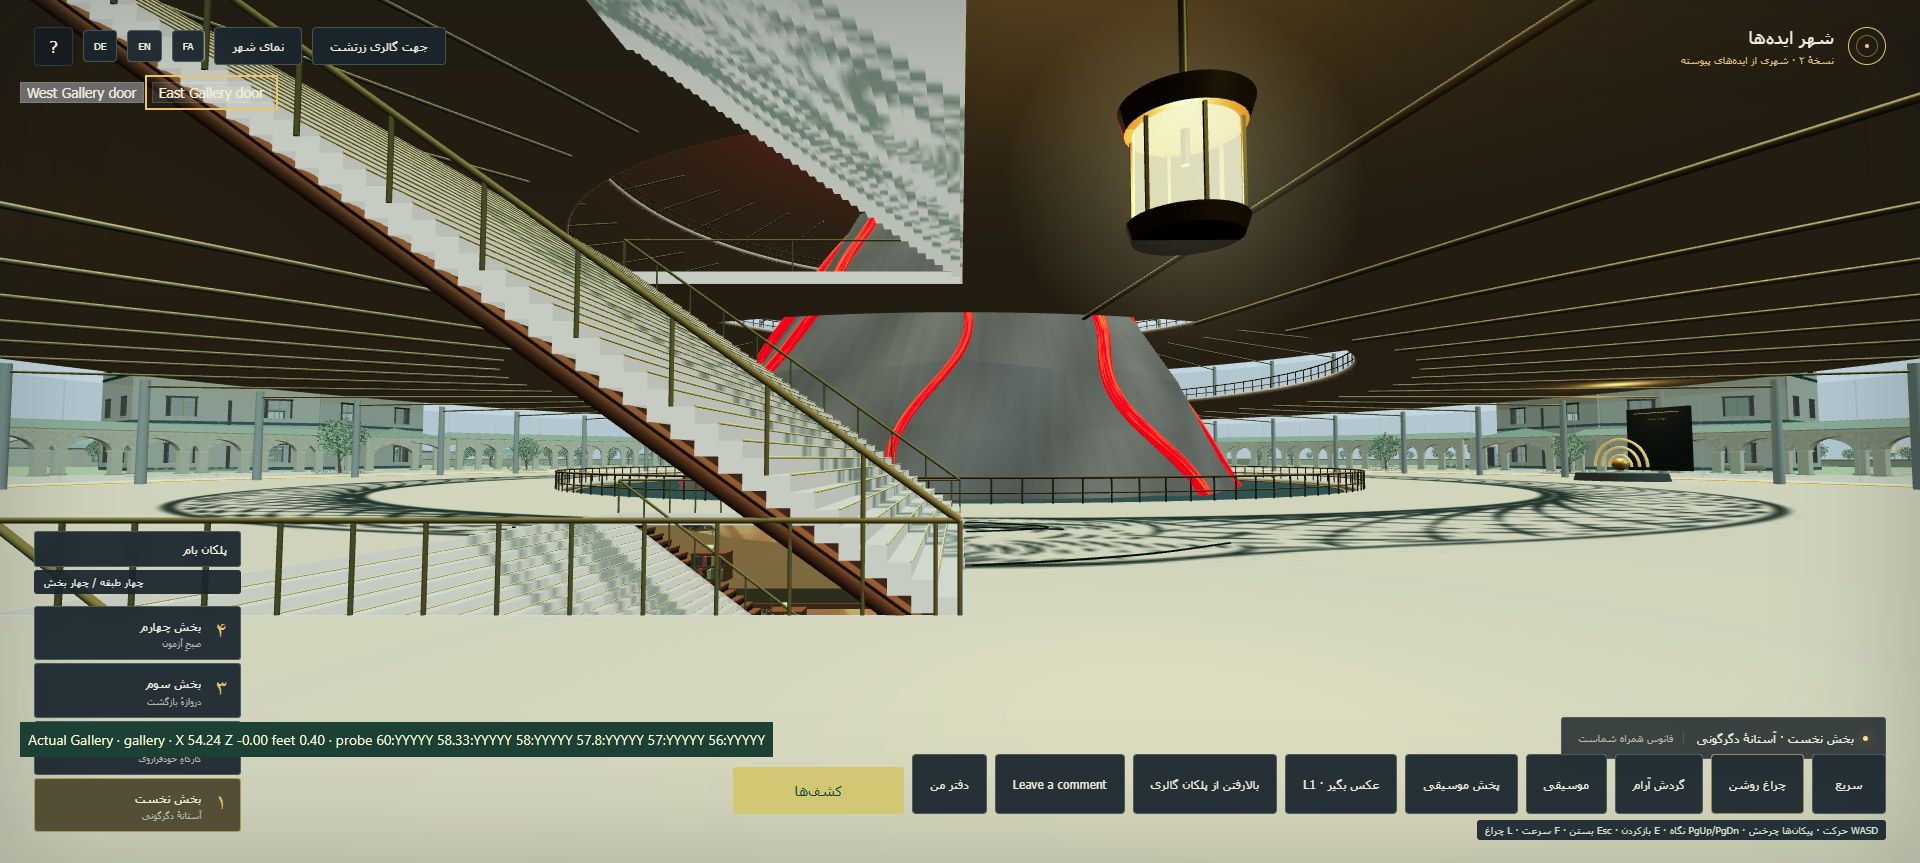 ?
DE
EN
FA
نمای شهر
جهت گالری زرتشت
شهر ایده‌ها
نسخهٔ ۲ · شهری از ایده‌های پیوسته
West Gallery door
East Gallery door
پلکان بام
چهار طبقه / چهار بخش
۴
بخش چهارم
صبحِ آزمون
۳
بخش سوم
دروازهٔ بازگشت
Actual Gallery · gallery · X 54.24 Z -0.00 feet 0.40 · probe 60:YYYYY 58.33:YYYYY 58:YYYYY 57.8:YYYYY 57:YYYYY 56:YYYYY
کارگاهِ خودفراروی
۱
بخش نخست
آستانهٔ دگرگونی
بخش نخست · آستانهٔ دگرگونی
فانوس همراه شماست
کشف‌ها
دفتر من
Leave a comment
بالارفتن از پلکان گالری
عکس بگیر · L1
پخش موسیقی
موسیقی
گردش آرام
چراغ روشن
سریع
WASD حرکت · پیکان‌ها چرخش · PgUp/PgDn نگاه · E بازکردن · Esc بستن · F سرعت · L چراغ